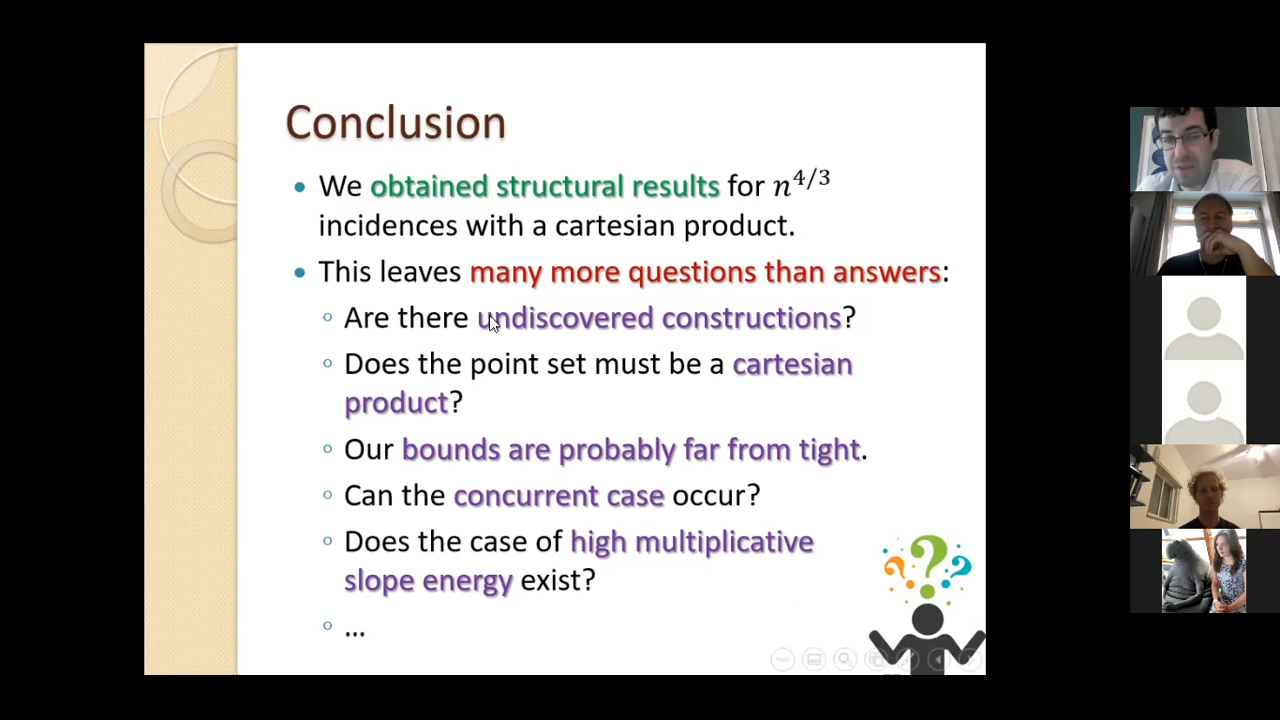 Conclusion
• We obtained structural results for n^{4/3}
incidences with a cartesian product.
• This leaves many more questions than answers:
◦ Are there undiscovered constructions?
◦ Does the point set must be a cartesian
product?
◦ Our bounds are probably far from tight.
◦ Can the concurrent case occur?
◦ Does the case of high multiplicative
slope energy exist?
◦ ...